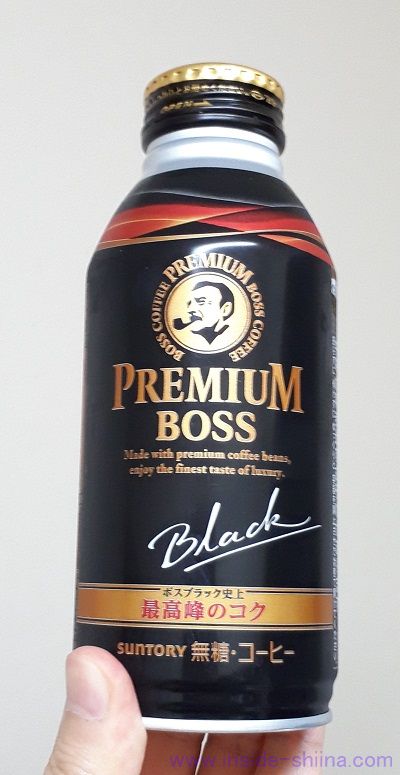 OPEN
PREMIUM
BOSS COFFEE BOSS COFFEE
PREMIUM
BOSS
Made with premium coffee beans,
enjoy the finest taste of luxury.
Black
ボスブラック史上
最高峰のコク
SUNTORY 無糖・コーヒー
www.inside-shiina.com